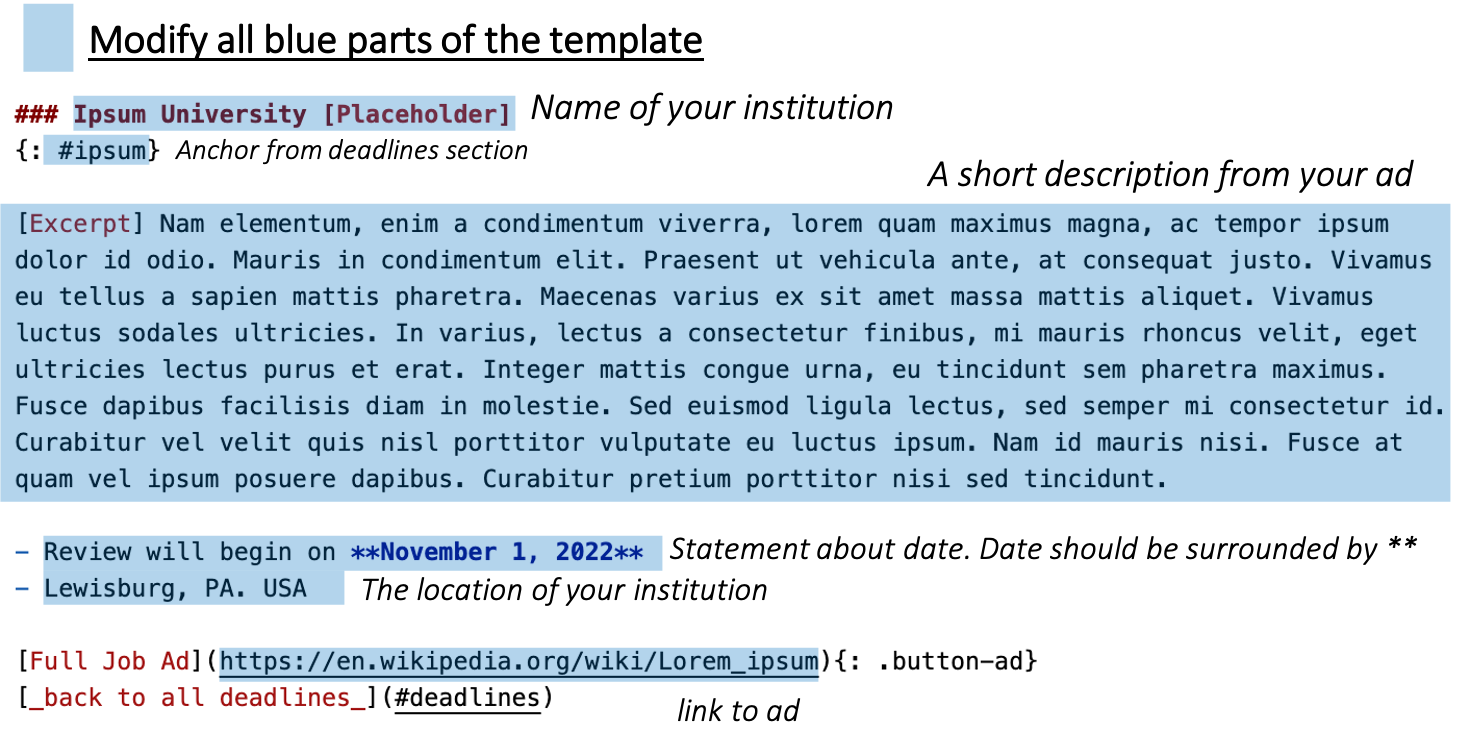 Modify all blue parts of the template
### Ipsum University [Placeholder] Name of your institution
{: #ipsum} Anchor from deadlines section
A short description from your ad
[Excerpt] Nam elementum, enim a condimentum viverra, lorem quam maximus magna, ac tempor ipsum
dolor id odio. Mauris in condimentum elit. Praesent ut vehicula ante, at consequat justo. Vivamus
eu tellus a sapien mattis pharetra. Maecenas varius ex sit amet massa mattis aliquet. Vivamus
luctus sodales ultricies. In varius, lectus a consectetur finibus, mi mauris rhoncus velit, eget
ultricies lectus purus et erat. Integer mattis congue urna, eu tincidunt sem pharetra maximus.
Fusce dapibus facilisis diam in molestie. Sed euismod ligula lectus, sed semper mi consectetur id.
Curabitur vel velit quis nisl porttitor vulputate eu luctus ipsum. Nam id mauris nisi. Fusce at
quam vel ipsum posuere dapibus. Curabitur pretium porttitor nisi sed tincidunt.
- Review will begin on **November 1, 2022** Statement about date. Date should be surrounded by **
- Lewisburg, PA. USA The location of your institution
[Full Job Ad](https://en.wikipedia.org/wiki/Lorem_ipsum){: .button-ad}
[_back to all deadlines_](#deadlines)
link to ad